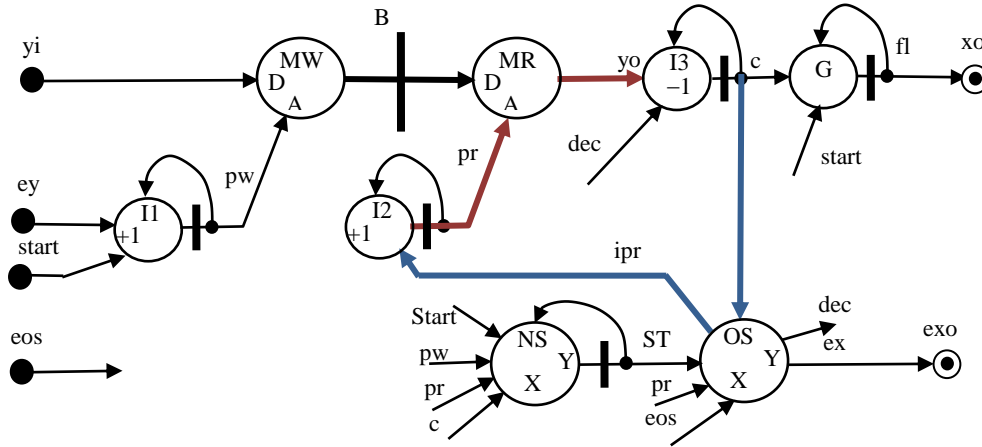 B
yi
MW
D
A
MR
D
A
yo
I3
−1
c
G
fl
xo
dec
start
pr
pw
ey
I1
+1
start
I2
+1
ipr
eos
Start
pw
pr
c
NS
Y
X
ST
OS
Y
X
pr
eos
dec
ex
exo